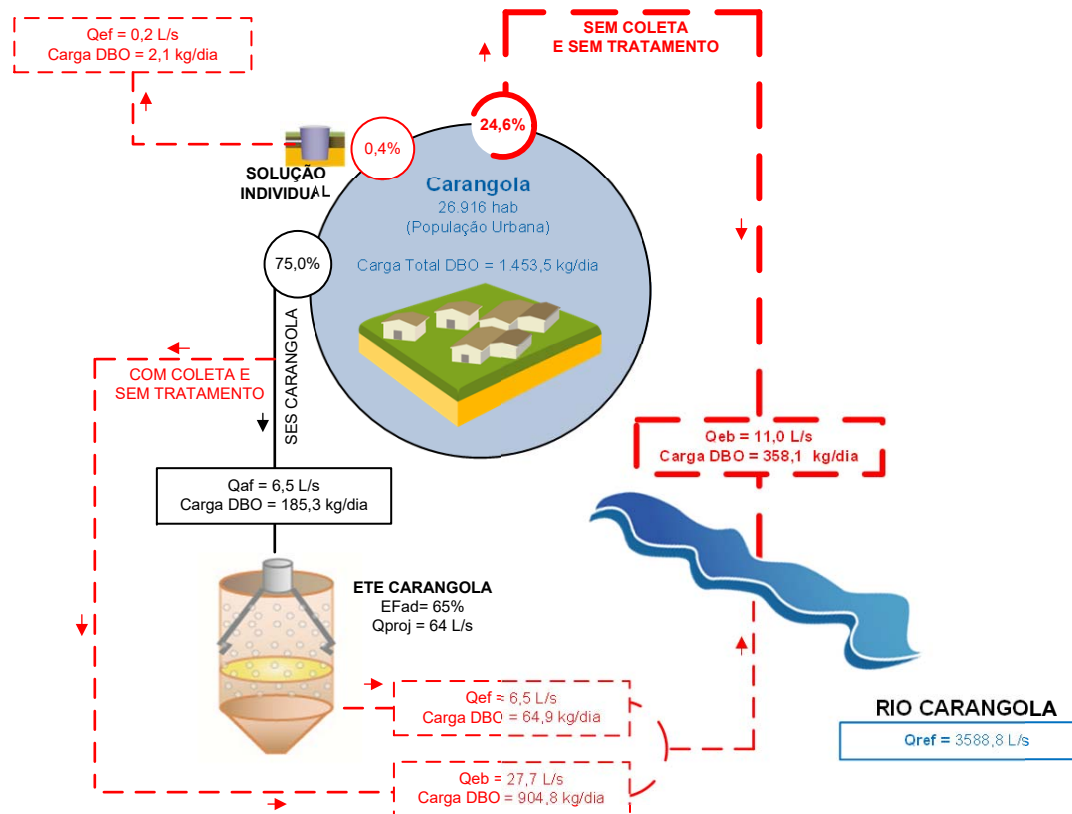 Qef = 0,2 L/s
Carga DBO = 2,1 kg/dia
SEM COLETA
E SEM TRATAMENTO
24,6%
0,4%
SOLUÇÃO
INDIVIDUAL
Carangola
26.916 hab
(População Urbana)
Carga Total DBO = 1.453,5 kg/dia
75,0%
SES CARANGOLA
COM COLETA E
SEM TRATAMENTO
Qeb = 11,0 L/s
Carga DBO = 358,1 kg/dia
Qaf = 6,5 L/s
Carga DBO = 185,3 kg/dia
ETE CARANGOLA
EFad= 65%
Qproj = 64 L/s
Qef = 6,5 L/s
Carga DBO = 64,9 kg/dia
RIO CARANGOLA
Qref = 3588,8 L/s
Qeb = 27,7 L/s
Carga DBO = 904,8 kg/dia